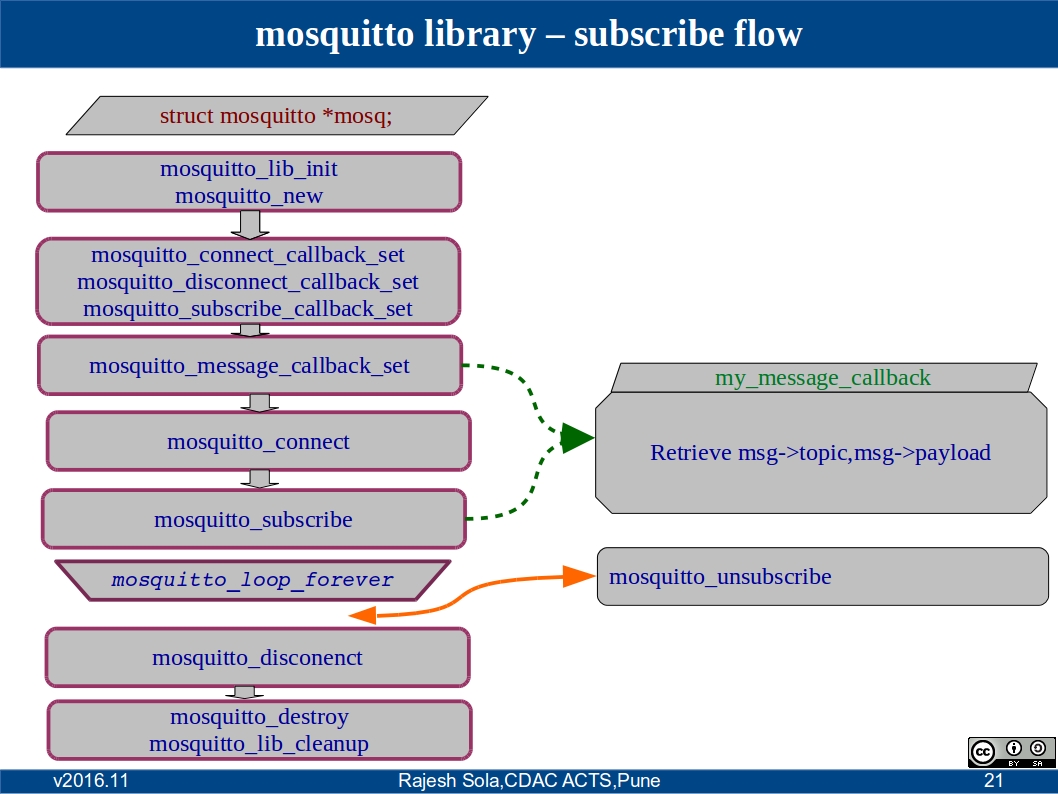 mosquitto library – subscribe flow
struct mosquitto *mosq;
mosquitto_lib_init
mosquitto_new
mosquitto_connect_callback_set
mosquitto_disconnect_callback_set
mosquitto_subscribe_callback_set
mosquitto_message_callback_set
my_message_callback
mosquitto_connect
Retrieve msg->topic,msg->payload
mosquitto_subscribe
mosquitto_loop_forever
mosquitto_unsubscribe
mosquitto_disconenct
mosquitto_destroy
mosquitto_lib_cleanup
cc
BY SA
v2016.11
Rajesh Sola,CDAC ACTS,Pune
21